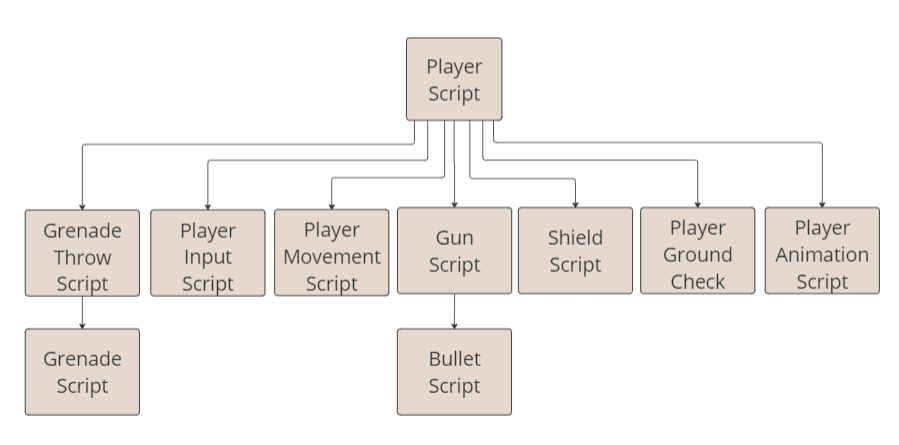 Player
Script
Grenade
Throw
Script
Player
Input
Script
Player
Movement
Script
Gun
Script
Shield
Script
Player
Ground
Check
Player
Animation
Script
Grenade
Script
Bullet
Script